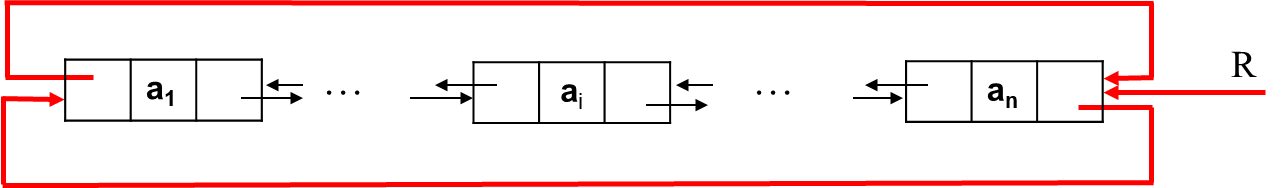 R
a₁ ... aᵢ ... aₙ